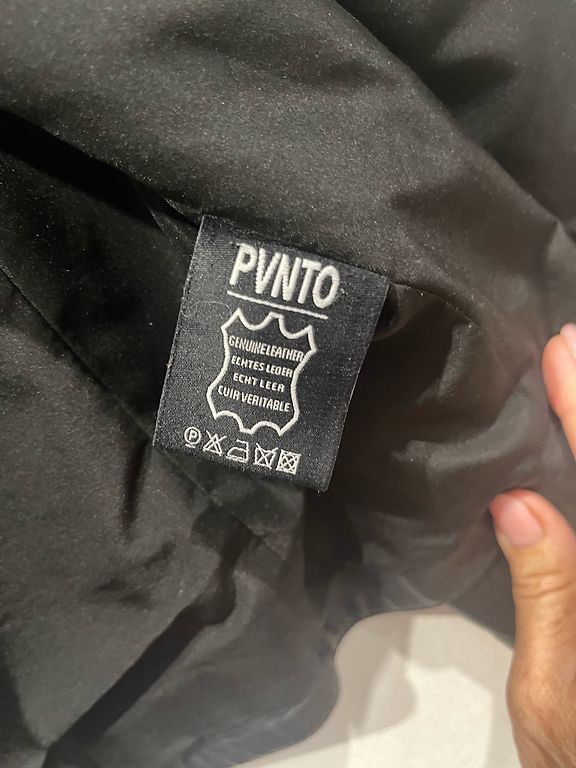 PVNTO
GENUINE LEATHER
ECHTES LEDER
ECHT LEER
CUIR VERITABLE
P